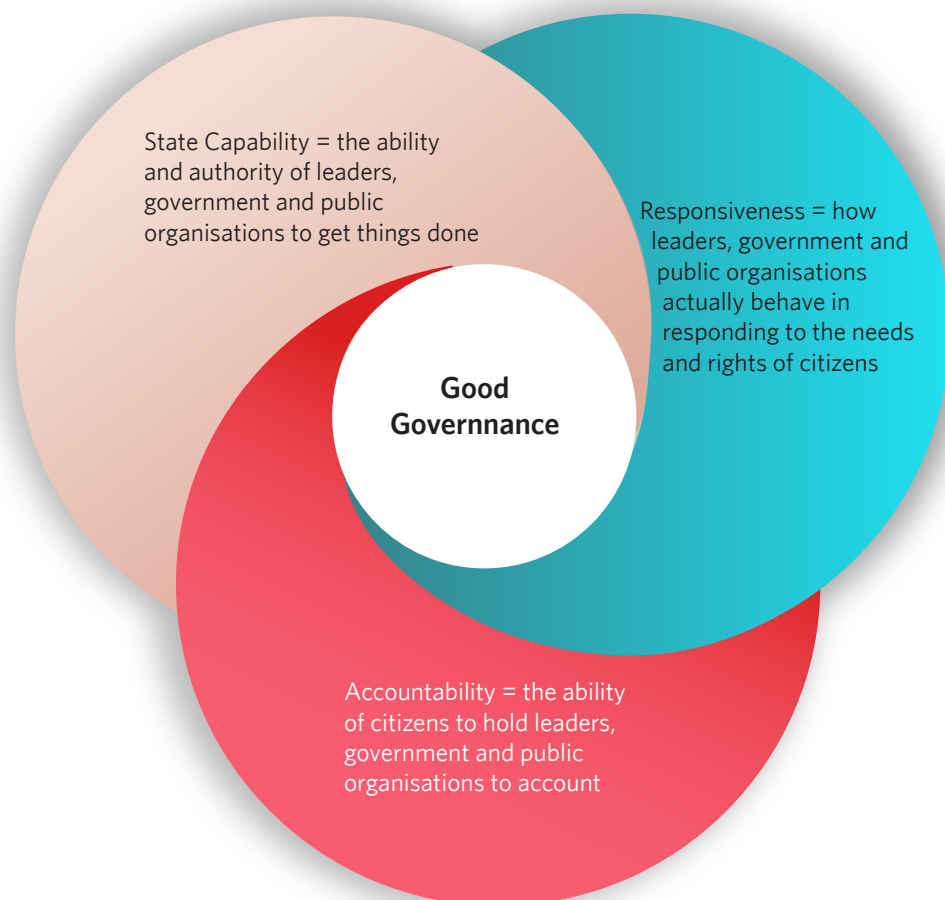 State Capability = the ability
and authority of leaders,
government and public
organisations to get things done
Responsiveness = how
leaders, government and
public organisations
actually behave in
responding to the needs
and rights of citizens
Good
Governnance
Accountability = the ability
of citizens to hold leaders,
government and public
organisations to account